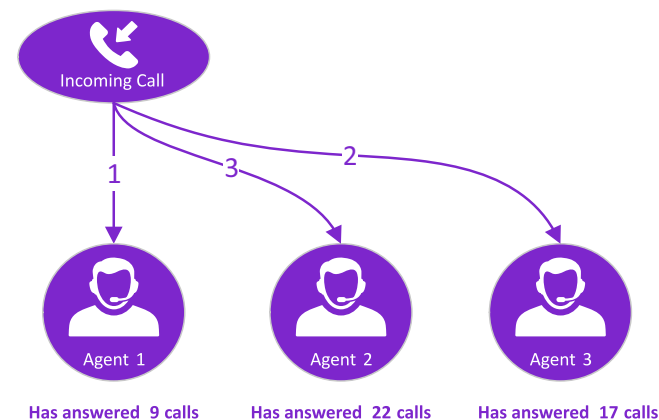 Incoming Call
1
3
2
Agent 1
Agent 2
Agent 3
Has answered 9 calls
Has answered 22 calls
Has answered 17 calls